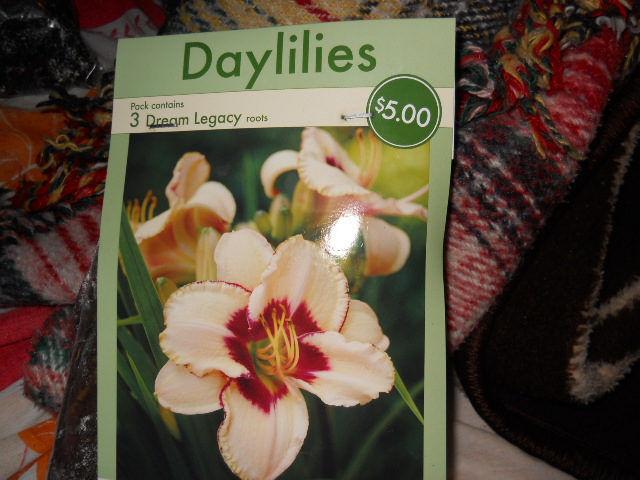 Daylilies
Pack contains
3 Dream Legacy roots
$5.00